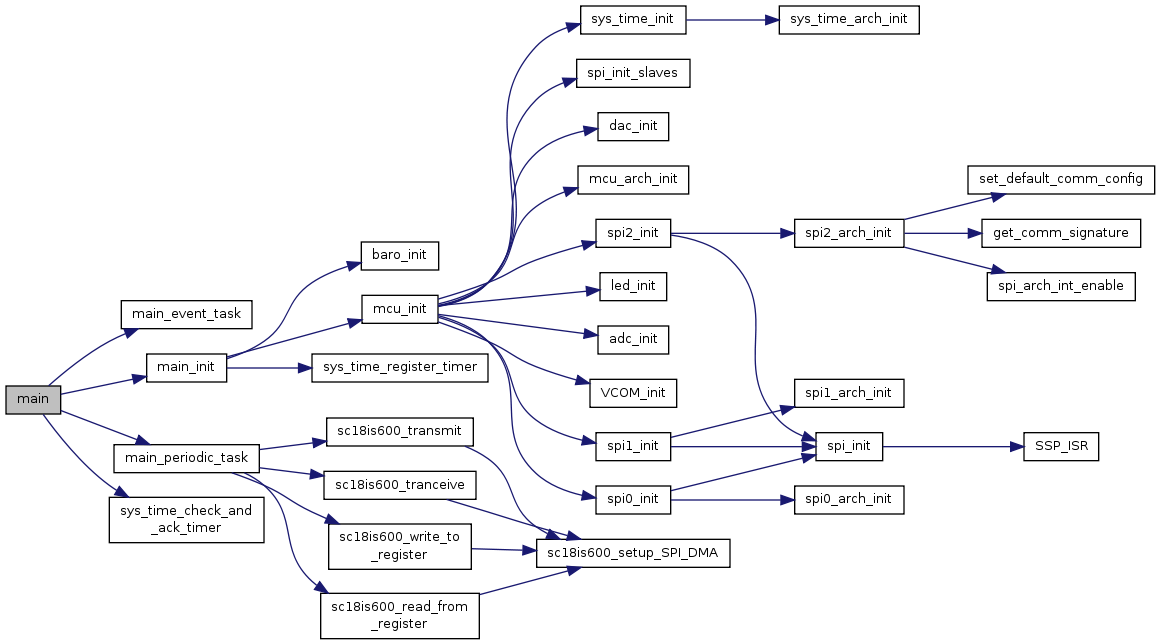 main
main_event_task
main_init
main_periodic_task
sys_time_check_and
_ack_timer
baro_init
mcu_init
sys_time_register_timer
sc18is600_transmit
sc18is600_tranceive
sc18is600_write_to
_register
sc18is600_read_from
_register
sys_time_init
spi_init_slaves
dac_init
mcu_arch_init
spi2_init
led_init
adc_init
VCOM_init
spi1_init
spi0_init
sc18is600_setup_SPI_DMA
sys_time_arch_init
spi2_arch_init
spi1_arch_init
spi_init
spi0_arch_init
set_default_comm_config
get_comm_signature
spi_arch_int_enable
SSP_ISR